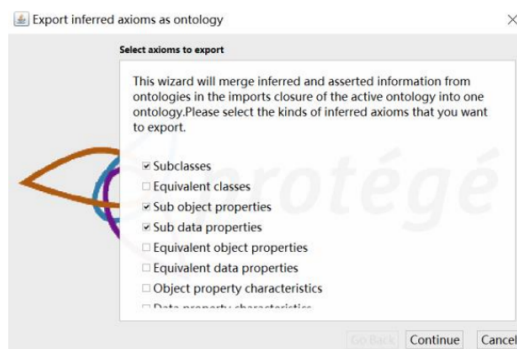 Export inferred axioms as ontology
Select axioms to export
This wizard will merge inferred and asserted information from
ontologies in the imports closure of the active ontology into one
ontology.Please select the kinds of inferred axioms that you want
to export.
Subclasses
Equivalent classes
Sub object properties
Sub data properties
Equivalent object properties
Equivalent data properties
Object property characteristics
Data property characteristics
protégé
Go Back Continue Cancel